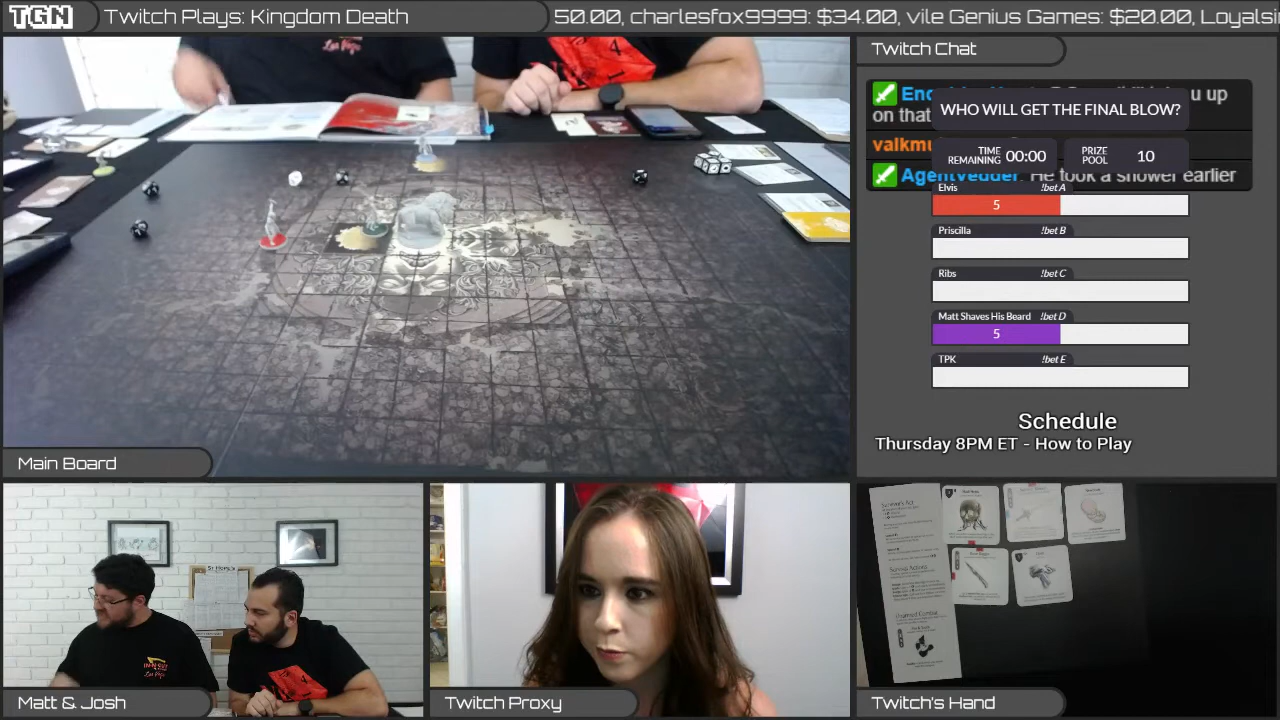 TGN
Twitch Plays: Kingdom Death
50.00, charlesfox9999: $34.00, vile Genius Games: $20.00, Loyalsi
Twitch Chat
u up
on that
WHO WILL GET THE FINAL BLOW?
TIME REMAINING 00:00
PRIZE POOL 10
AgentVedder: He took a shower earlier
Elvis !bet A
5
Priscilla !bet B
Ribs !bet C
Matt Shaves His Beard !bet D
5
TPK !bet E
Schedule
Thursday 8PM ET - How to Play
Main Board
Las Vegas
Matt & Josh
Twitch Proxy
Twitch's Hand